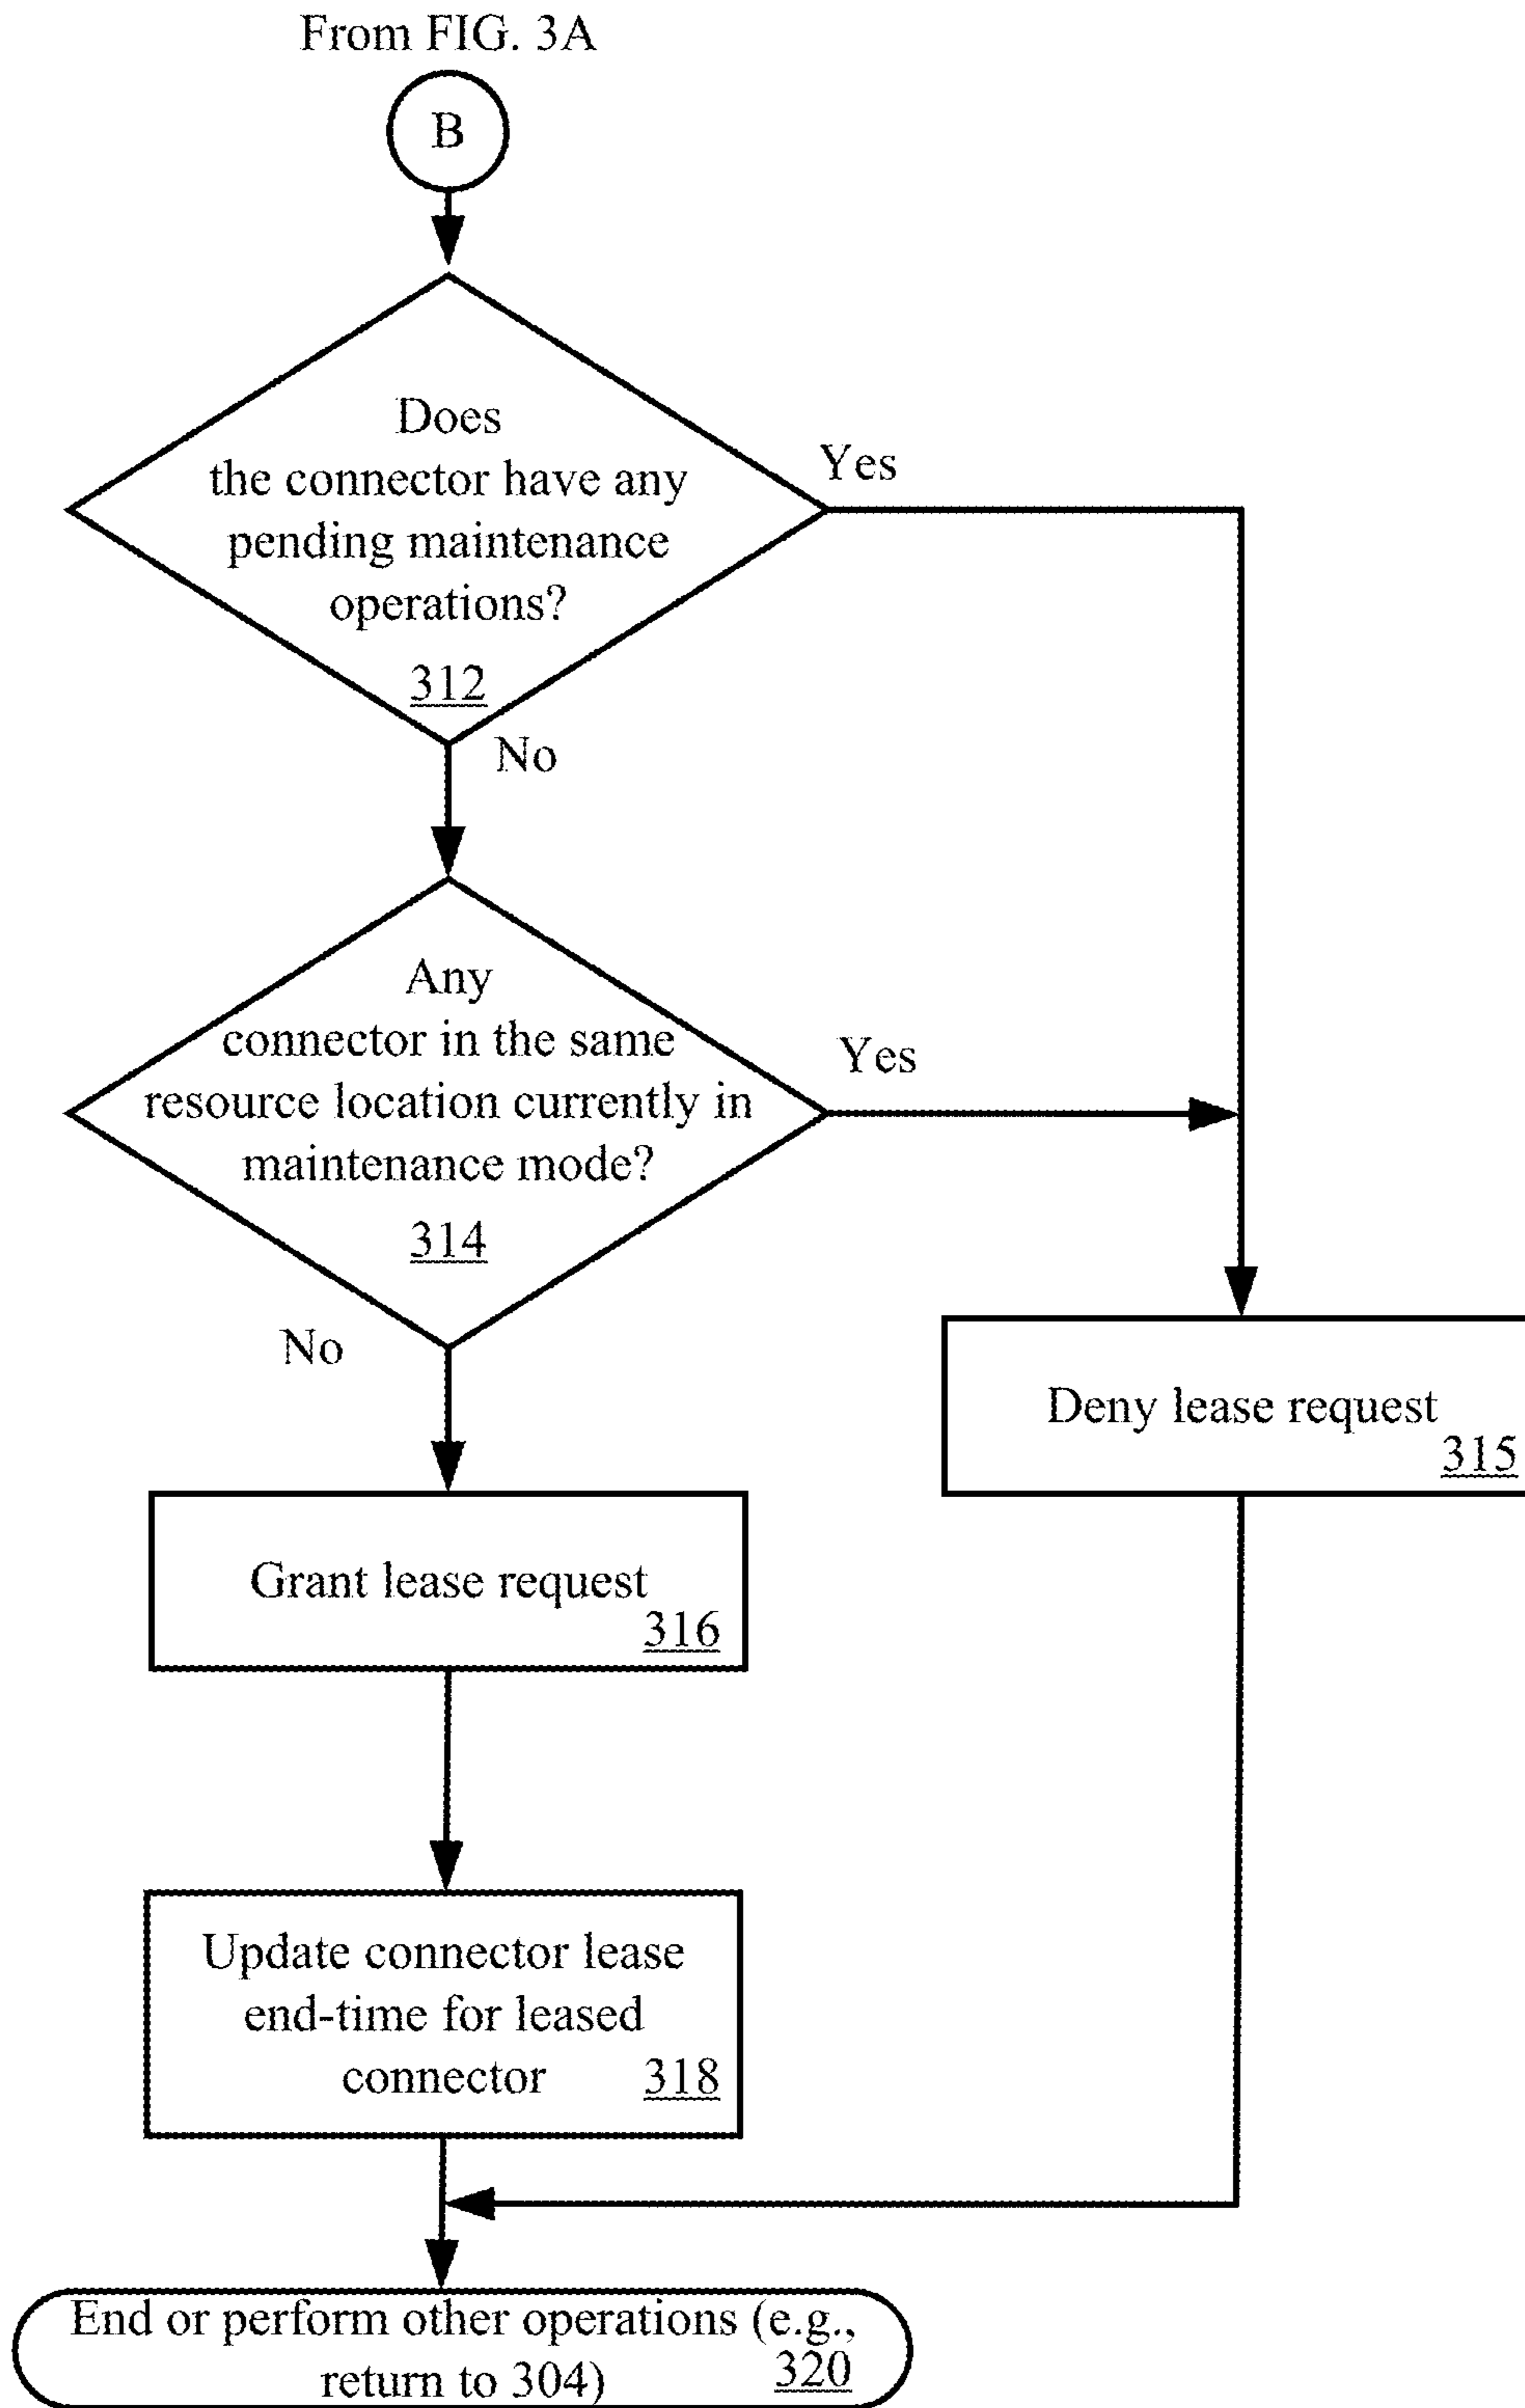 From FIG. 3A
B
Does
the connector have any
pending maintenance
operations?
312
Yes
No
Any
connector in the same
resource location currently in
maintenance mode?
314
Yes
No
Deny lease request
315
Grant lease request
316
Update connector lease
end-time for leased
connector 318
End or perform other operations (e.g.,
return to 304) 320